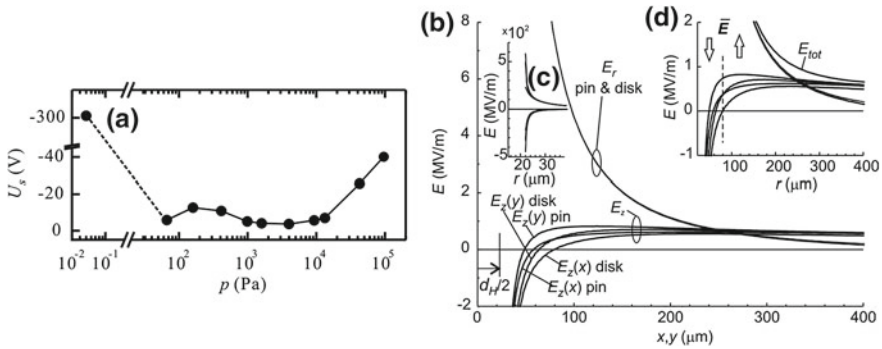 (a)
U_s (V)
-300
-40
-20
0
10^-2 10^-1 10^2 10^3 10^4 10^5
p (Pa)
(b)
E (MV/m)
8
6
4
2
0
-2
0 100 200 300 400
x,y (μm)
E_r
pin & disk
E_z
E_z(y) disk
E_z(y) pin
E_z(x) disk
E_z(x) pin
d_H/2
(c)
×10²
5
0
-5
E (MV/m)
20 30
r (μm)
(d)
Ē
E_tot
2
1
0
-1
E (MV/m)
100 200 300 400
r (μm)